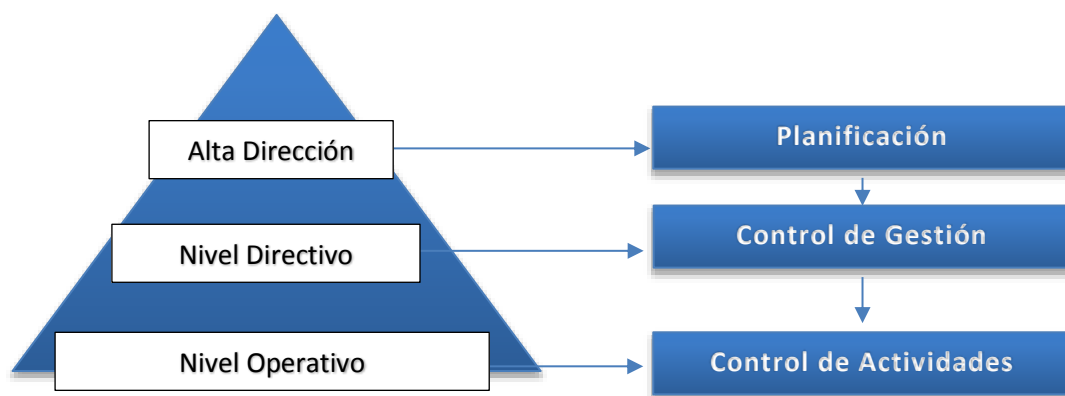 Alta Dirección
Planificación
Nivel Directivo
Control de Gestión
Nivel Operativo
Control de Actividades